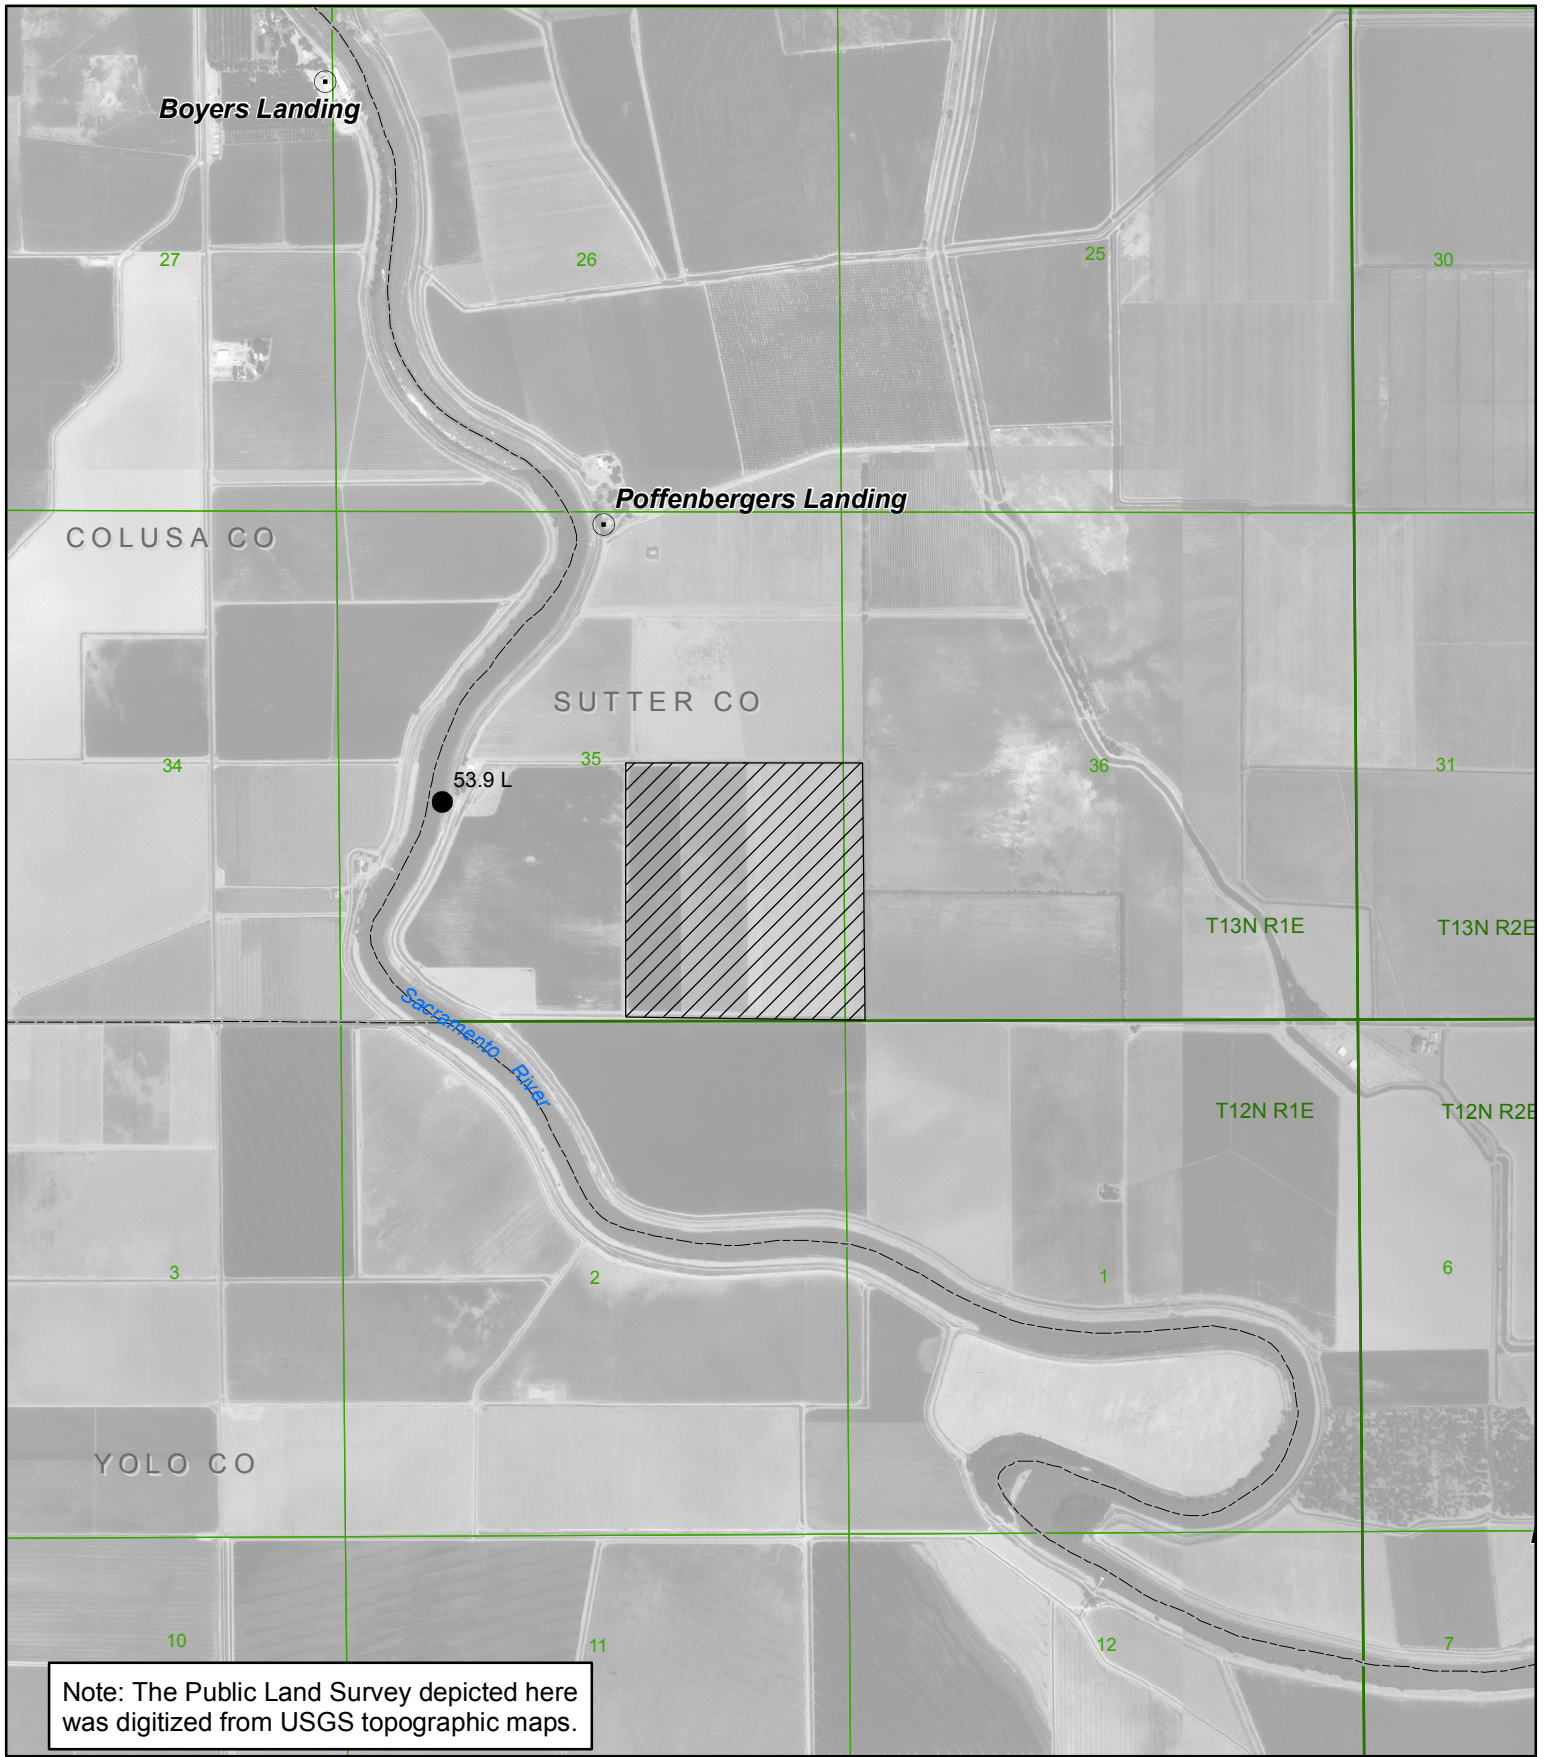 Boyers Landing
27
26
25
30
Poffenbergers Landing
COLUSA CO
SUTTER CO
34
35
36
31
53.9 L
T13N R1E
T13N R2E
Sacramento River
T12N R1E
T12N R2E
3
2
1
6
YOLO CO
10
11
12
7
Note: The Public Land Survey depicted here
was digitized from USGS topographic maps.